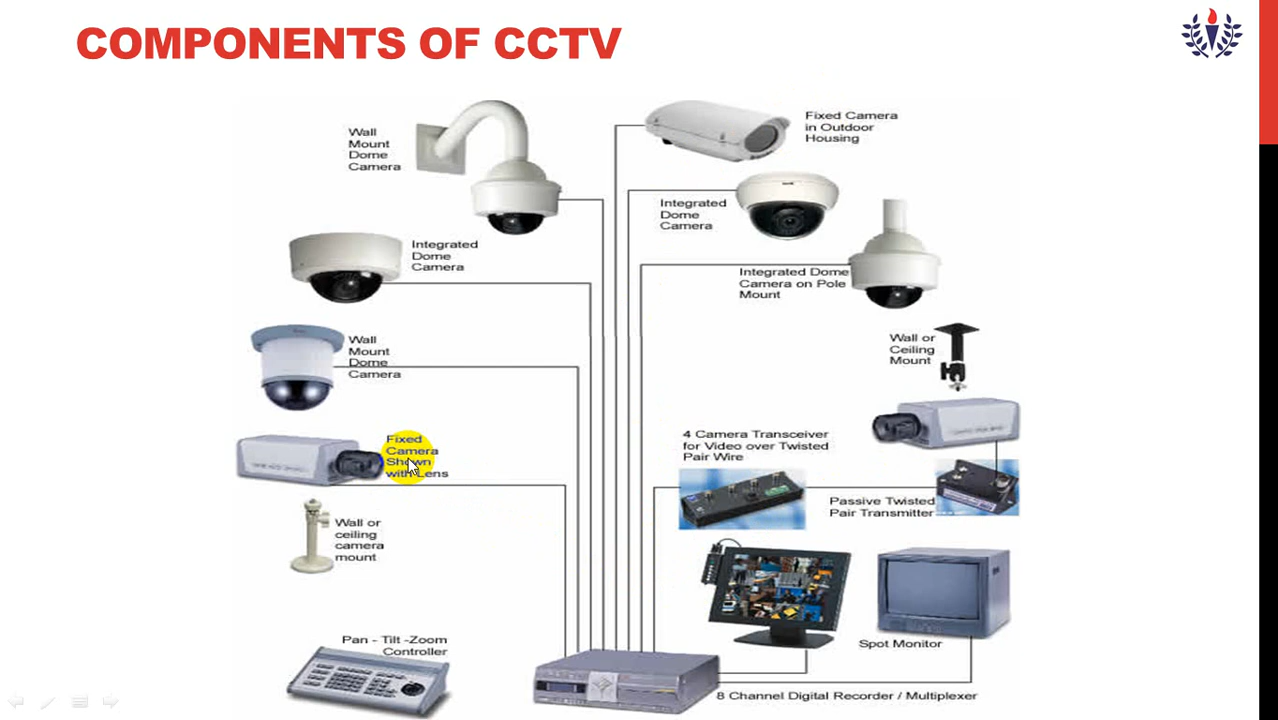 COMPONENTS OF CCTV
Wall
Mount
Dome
Camera
Fixed Camera
in Outdoor
Housing
Integrated
Dome
Camera
Integrated
Dome
Camera
Integrated Dome
Camera on Pole
Mount
Wall
Mount
Dome
Camera
Wall or
Ceiling
Mount
Fixed
Camera
Shown
with Lens
4 Camera Transceiver
for Video over Twisted
Pair Wire
Passive Twisted
Pair Transmitter
Wall or
ceiling
camera
mount
Pan - Tilt -Zoom
Controller
Spot Monitor
8 Channel Digital Recorder / Multiplexer